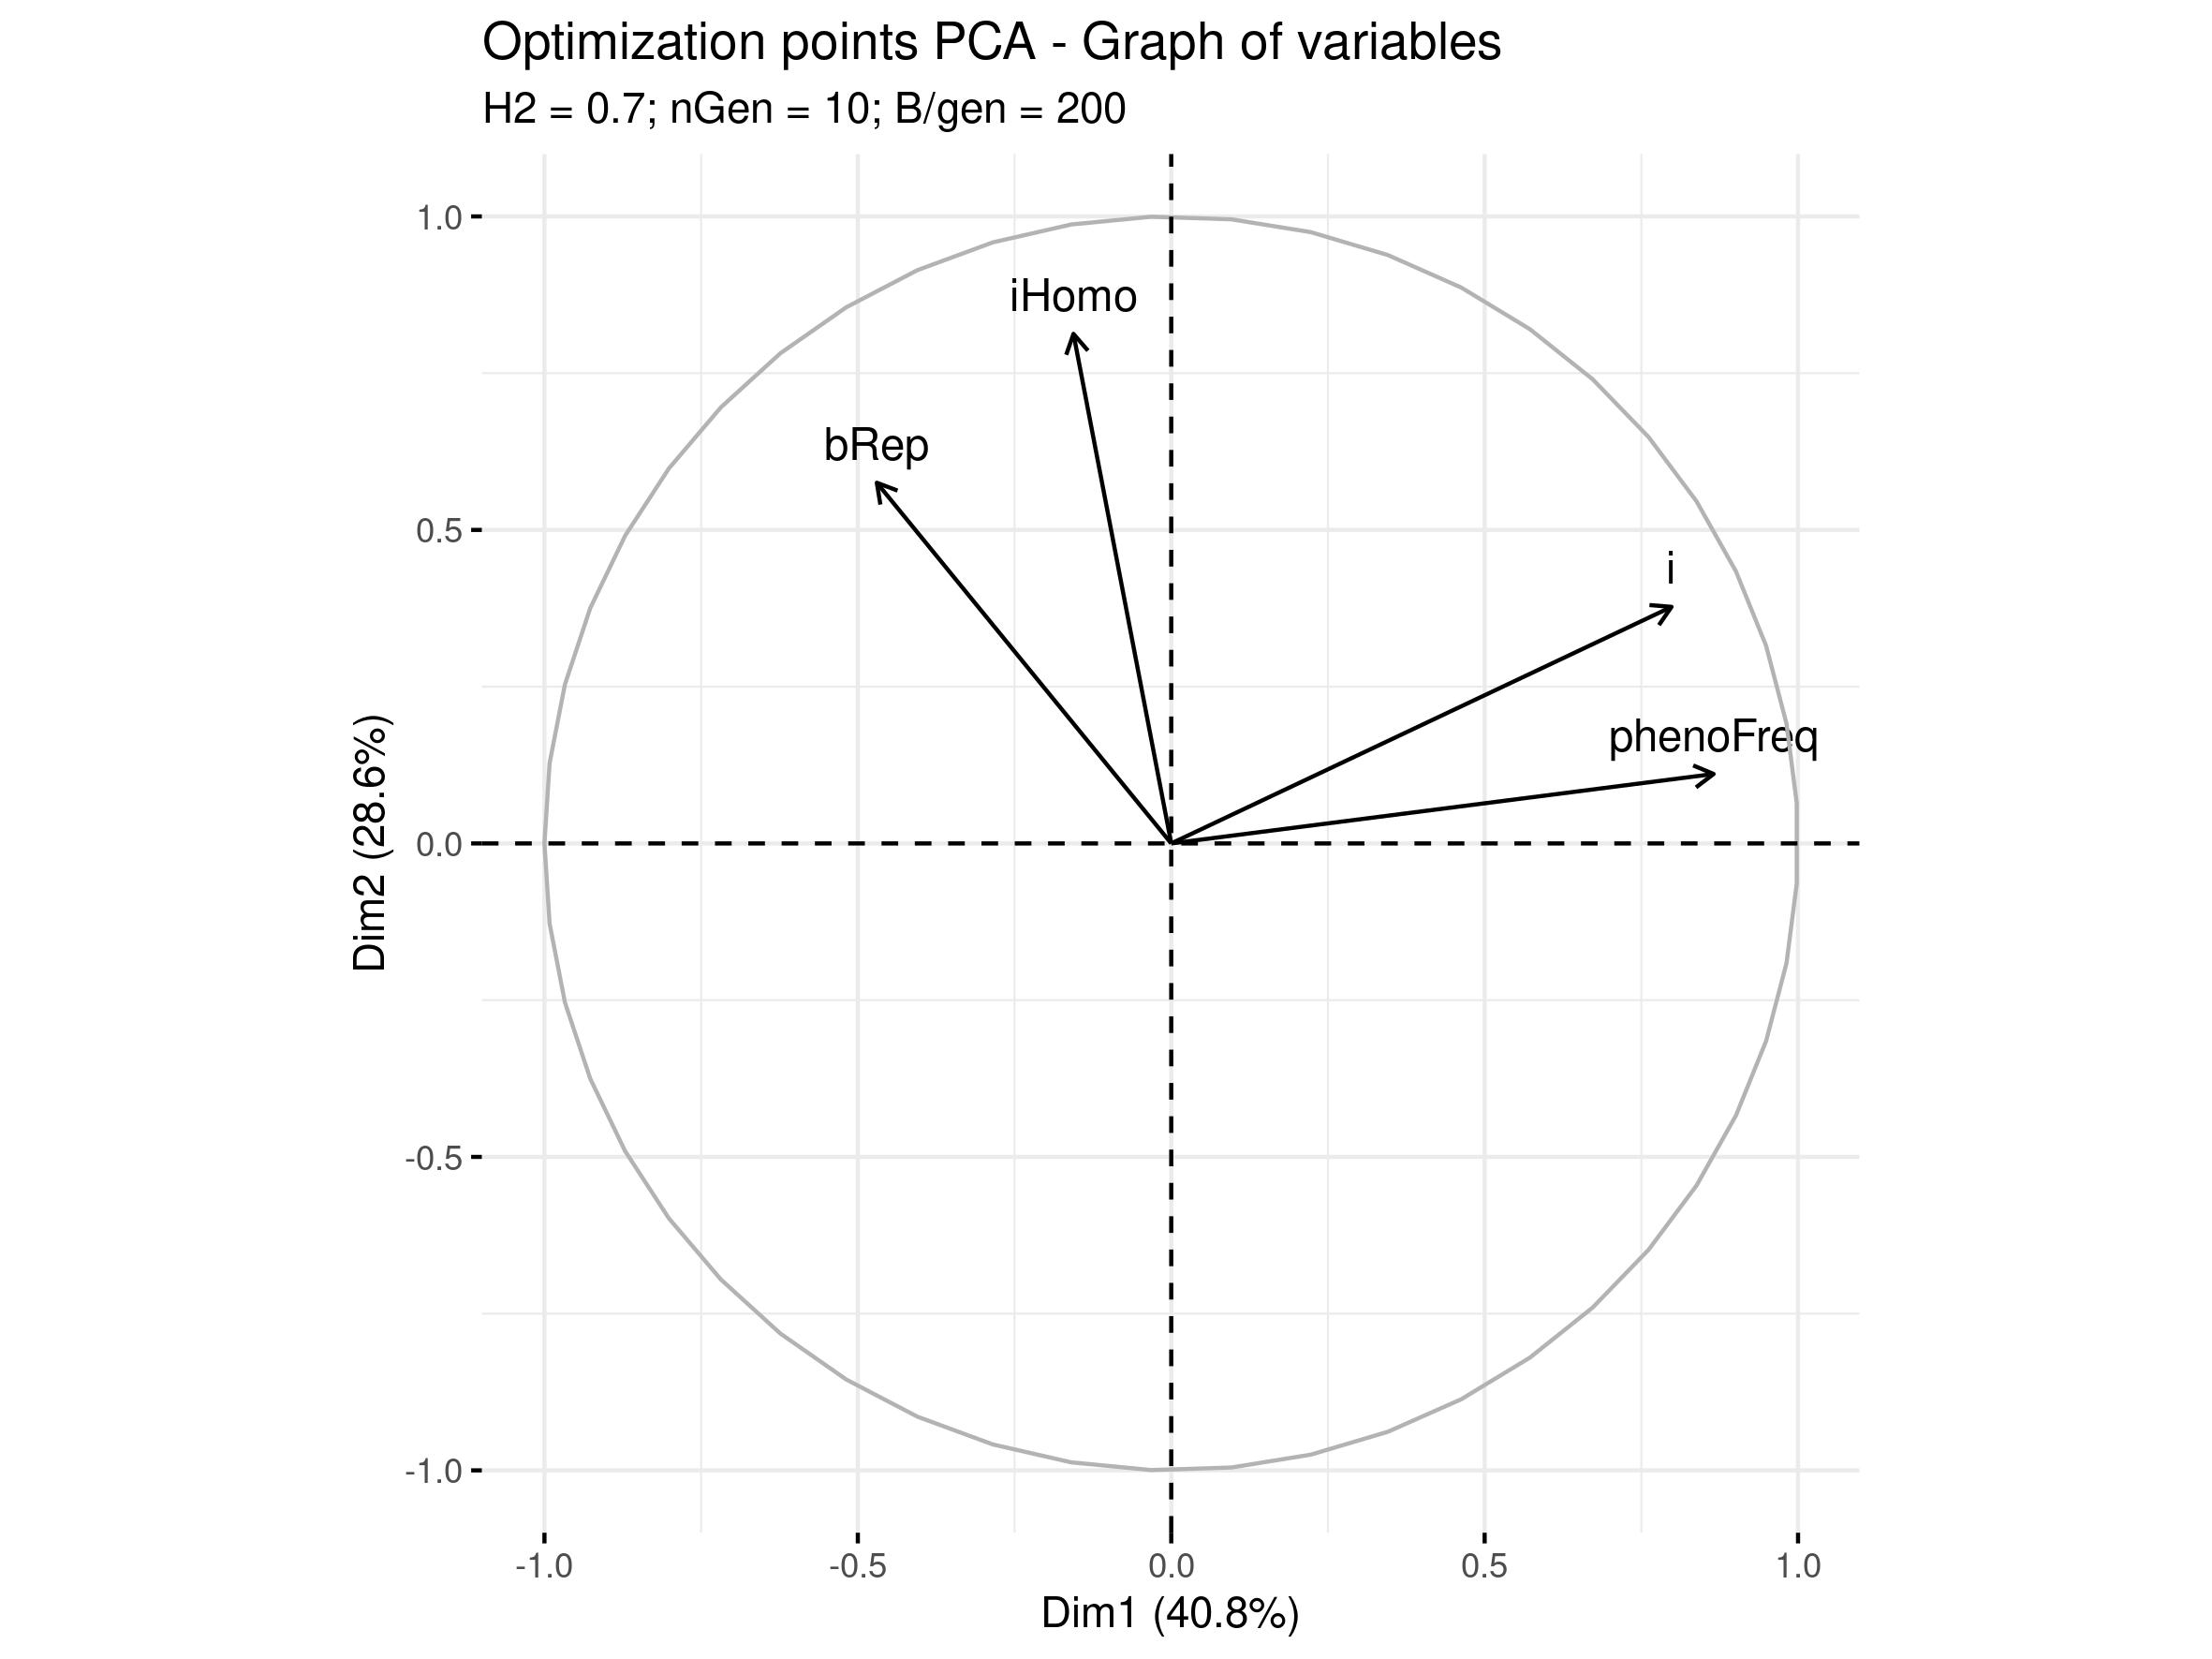 Optimization points PCA - Graph of variables
H2 = 0.7; nGen = 10; B/gen = 200
1.0
0.5
0.0
-0.5
-1.0
Dim2 (28.6%)
iHomo
bRep
i
phenoFreq
-1.0
-0.5
0.0
0.5
1.0
Dim1 (40.8%)